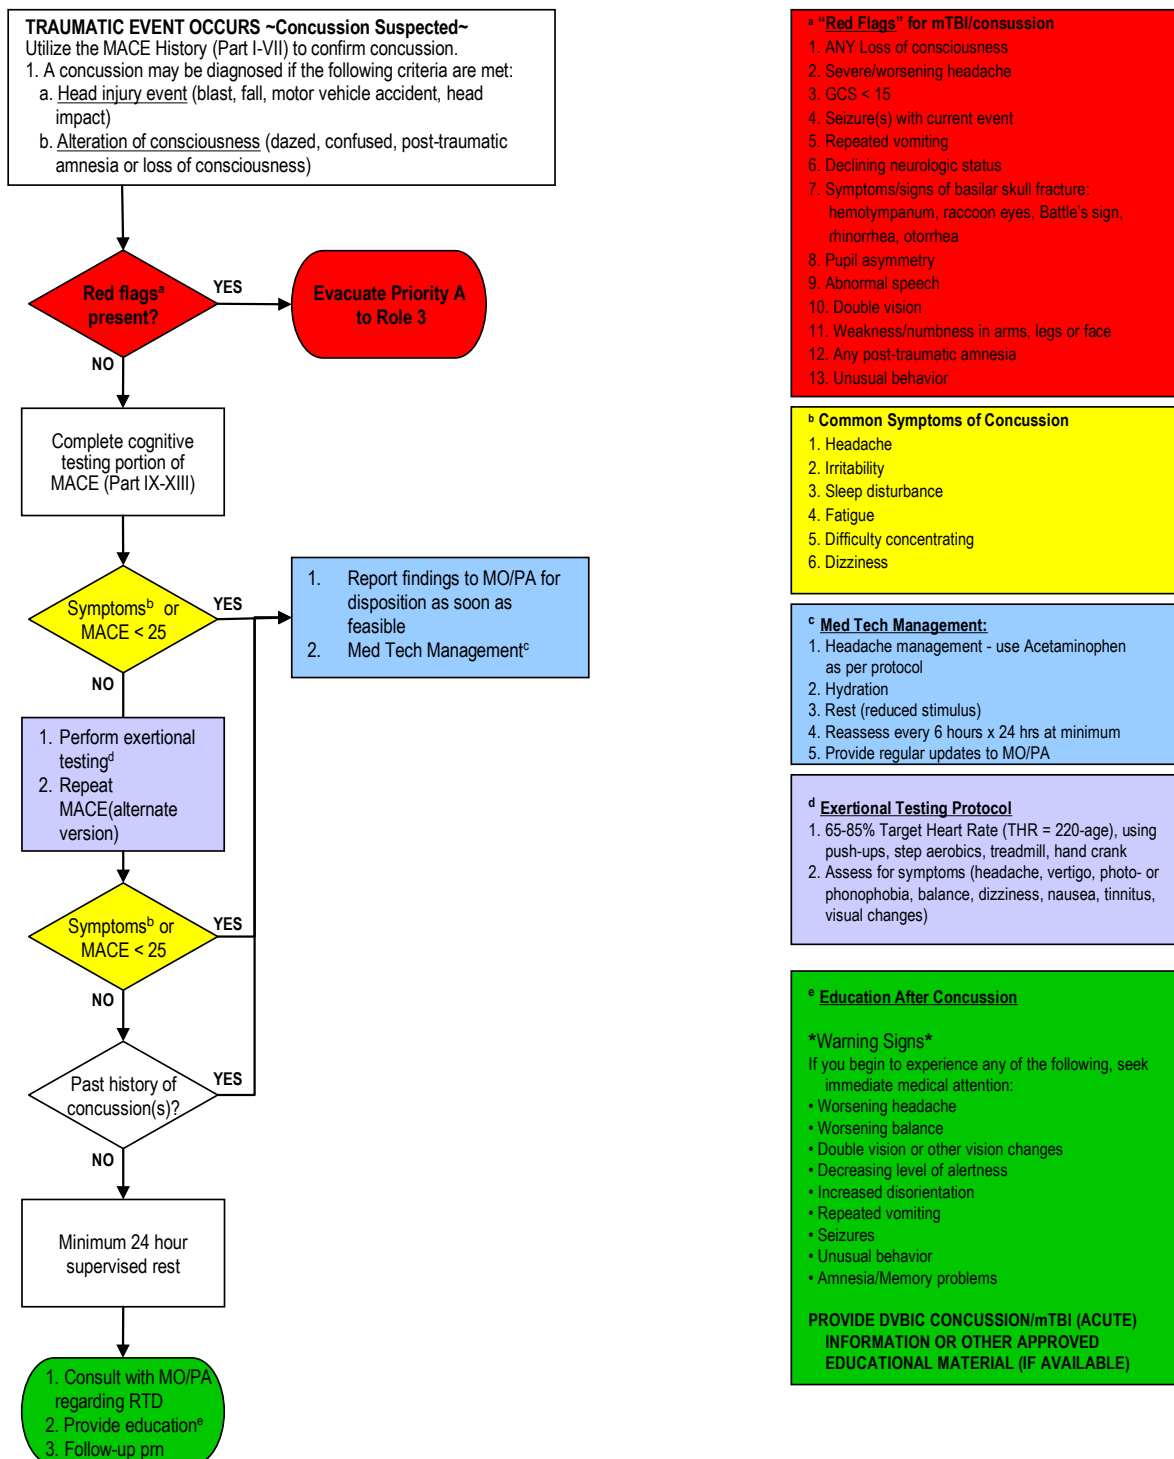 TRAUMATIC EVENT OCCURS ~Concussion Suspected~
Utilize the MACE History (Part I-VII) to confirm concussion.
1. A concussion may be diagnosed if the following criteria are met:
a. Head injury event (blast, fall, motor vehicle accident, head
impact)
b. Alteration of consciousness (dazed, confused, post-traumatic
amnesia or loss of consciousness)
Red flagsᵃ
present?
YES
Evacuate Priority A
to Role 3
NO
Complete cognitive
testing portion of
MACE (Part IX-XIII)
Symptomsᵇ or
MACE < 25
YES
1. Report findings to MO/PA for
disposition as soon as
feasible
2. Med Tech Managementᶜ
NO
1. Perform exertional
testingᵈ
2. Repeat
MACE(alternate
version)
Symptomsᵇ or
MACE < 25
YES
NO
Past history of
concussion(s)?
YES
NO
Minimum 24 hour
supervised rest
1. Consult with MO/PA
regarding RTD
2. Provide educationᵉ
3. Follow-up prn
ᵃ “Red Flags” for mTBI/consussion
1. ANY Loss of consciousness
2. Severe/worsening headache
3. GCS < 15
4. Seizure(s) with current event
5. Repeated vomiting
6. Declining neurologic status
7. Symptoms/signs of basilar skull fracture:
hemotympanum, raccoon eyes, Battle's sign,
rhinorrhea, otorrhea
8. Pupil asymmetry
9. Abnormal speech
10. Double vision
11. Weakness/numbness in arms, legs or face
12. Any post-traumatic amnesia
13. Unusual behavior
ᵇ Common Symptoms of Concussion
1. Headache
2. Irritability
3. Sleep disturbance
4. Fatigue
5. Difficulty concentrating
6. Dizziness
ᶜ Med Tech Management:
1. Headache management - use Acetaminophen
as per protocol
2. Hydration
3. Rest (reduced stimulus)
4. Reassess every 6 hours x 24 hrs at minimum
5. Provide regular updates to MO/PA
ᵈ Exertional Testing Protocol
1. 65-85% Target Heart Rate (THR = 220-age), using
push-ups, step aerobics, treadmill, hand crank
2. Assess for symptoms (headache, vertigo, photo- or
phonophobia, balance, dizziness, nausea, tinnitus,
visual changes)
ᵉ Education After Concussion
*Warning Signs*
If you begin to experience any of the following, seek
immediate medical attention:
• Worsening headache
• Worsening balance
• Double vision or other vision changes
• Decreasing level of alertness
• Increased disorientation
• Repeated vomiting
• Seizures
• Unusual behavior
• Amnesia/Memory problems
PROVIDE DVBIC CONCUSSION/mTBI (ACUTE)
INFORMATION OR OTHER APPROVED
EDUCATIONAL MATERIAL (IF AVAILABLE)